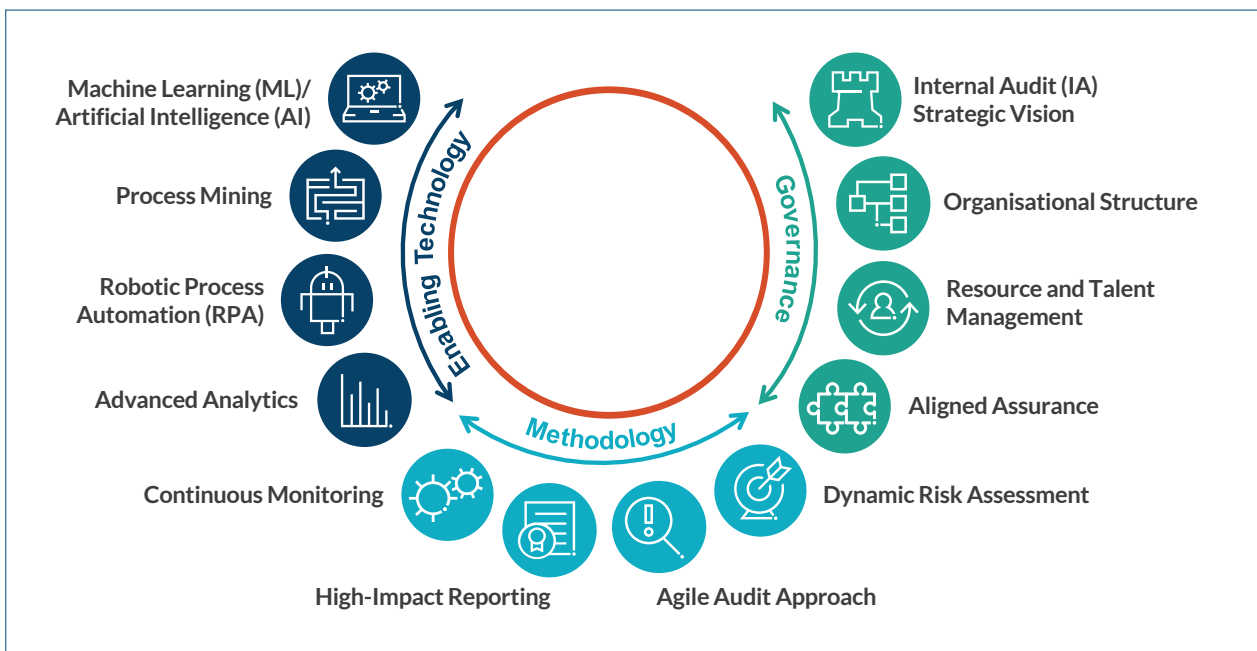 Machine Learning (ML)/
Artificial Intelligence (AI)
Process Mining
Robotic Process
Automation (RPA)
Advanced Analytics
Continuous Monitoring
High-Impact Reporting
Agile Audit Approach
Dynamic Risk Assessment
Aligned Assurance
Resource and Talent
Management
Organisational Structure
Internal Audit (IA)
Strategic Vision
Enabling Technology
Methodology
Governance